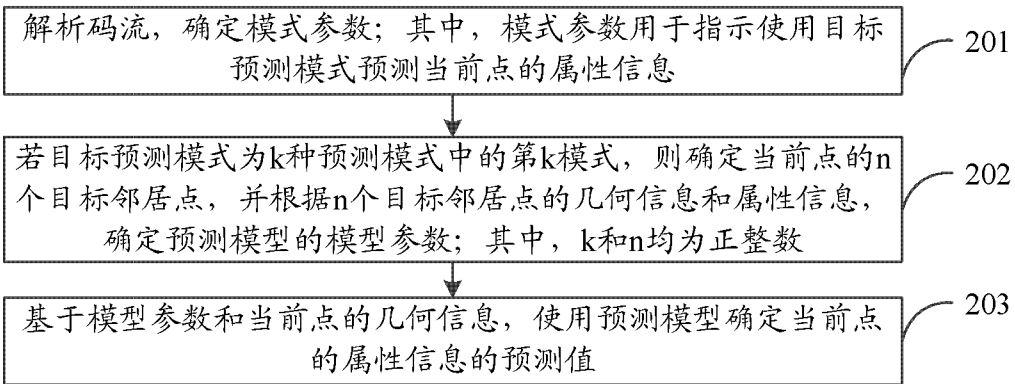 解析码流，确定模式参数；其中，模式参数用于指示使用目标
预测模式预测当前点的属性信息
201
若目标预测模式为k种预测模式中的第k模式，则确定当前点的n
个目标邻居点，并根据n个目标邻居点的几何信息和属性信息，
确定预测模型的模型参数；其中，k和n均为正整数
202
基于模型参数和当前点的几何信息，使用预测模型确定当前点
的属性信息的预测值
203